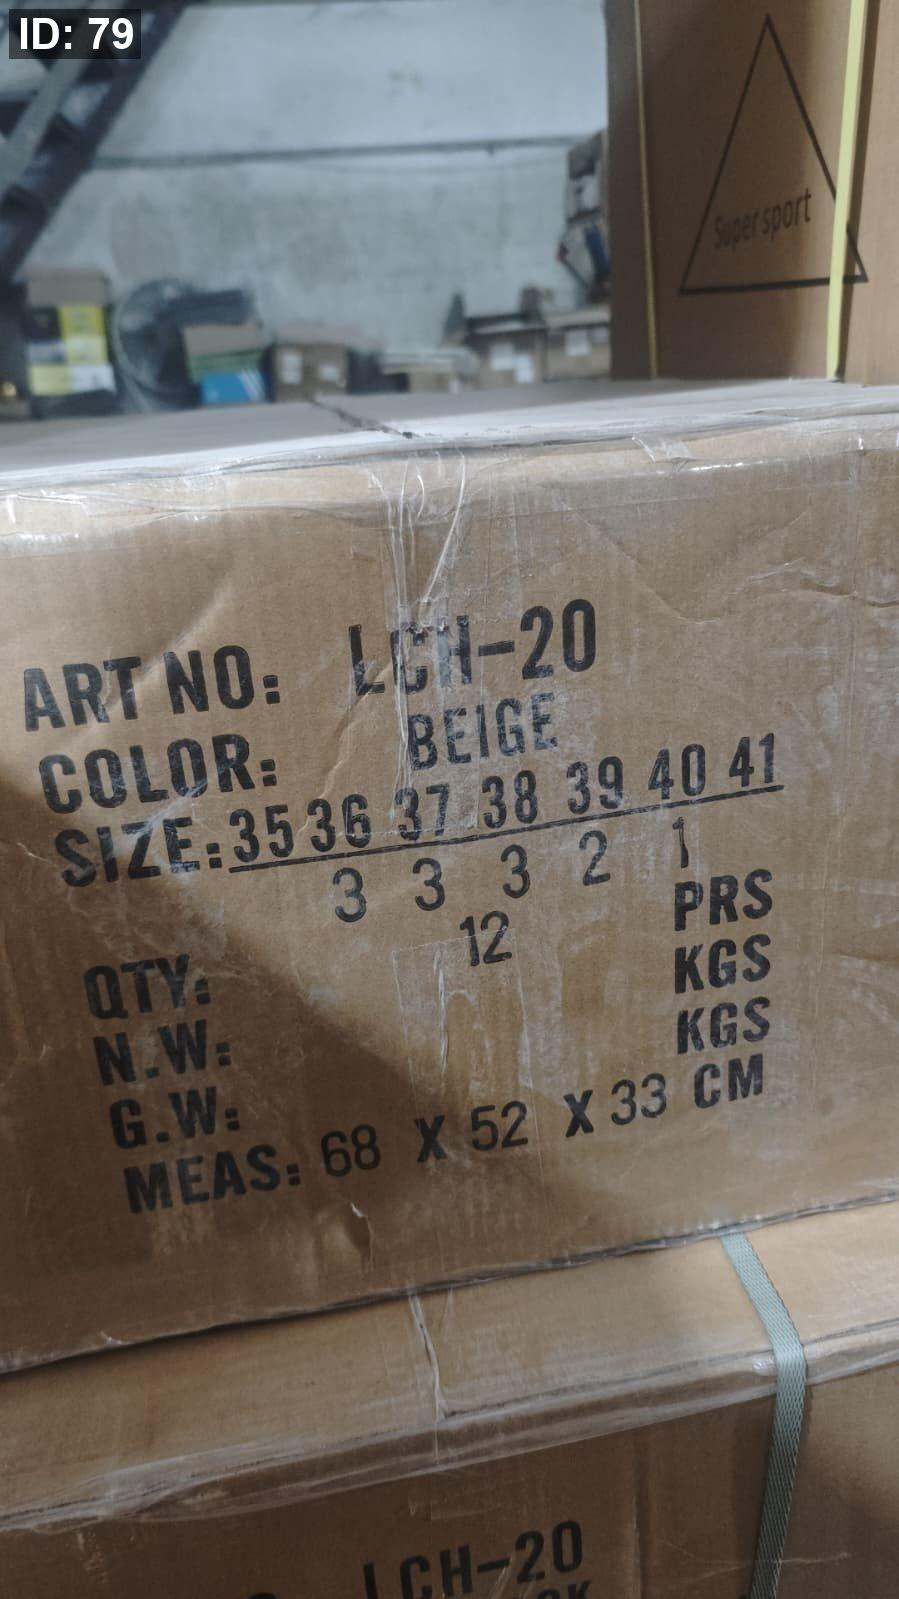 ID: 79
Super sport
ART NO: LCH-20
COLOR: BEIGE
SIZE: 35 36 37 38 39 40 41
3 3 3 2 1
QTY: 12 PRS
N.W: KGS
G.W: KGS
MEAS: 68 X 52 X 33 CM
LCH-20